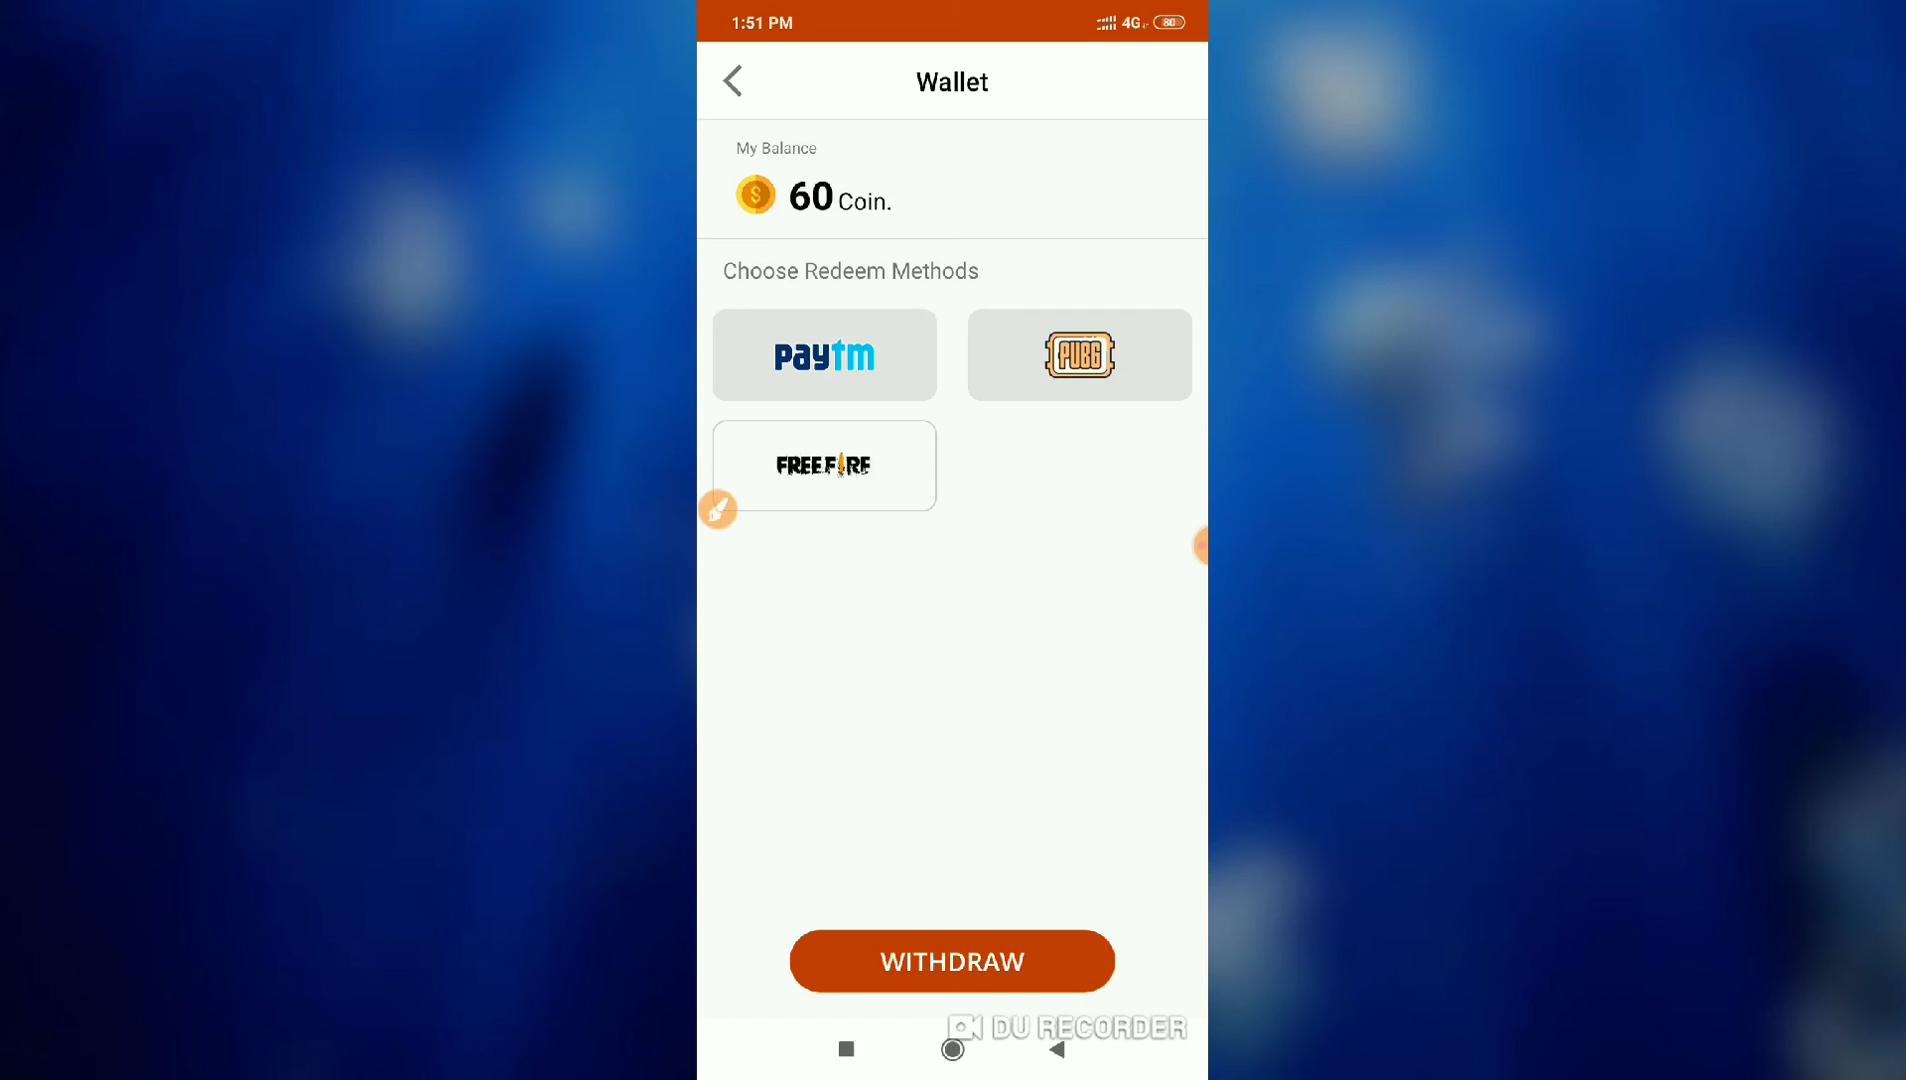 1:51 PM 4G 80
Wallet
My Balance
$ 60 Coin.
Choose Redeem Methods
paytm PUBG
FREE FIRE
WITHDRAW
DU RECORDER